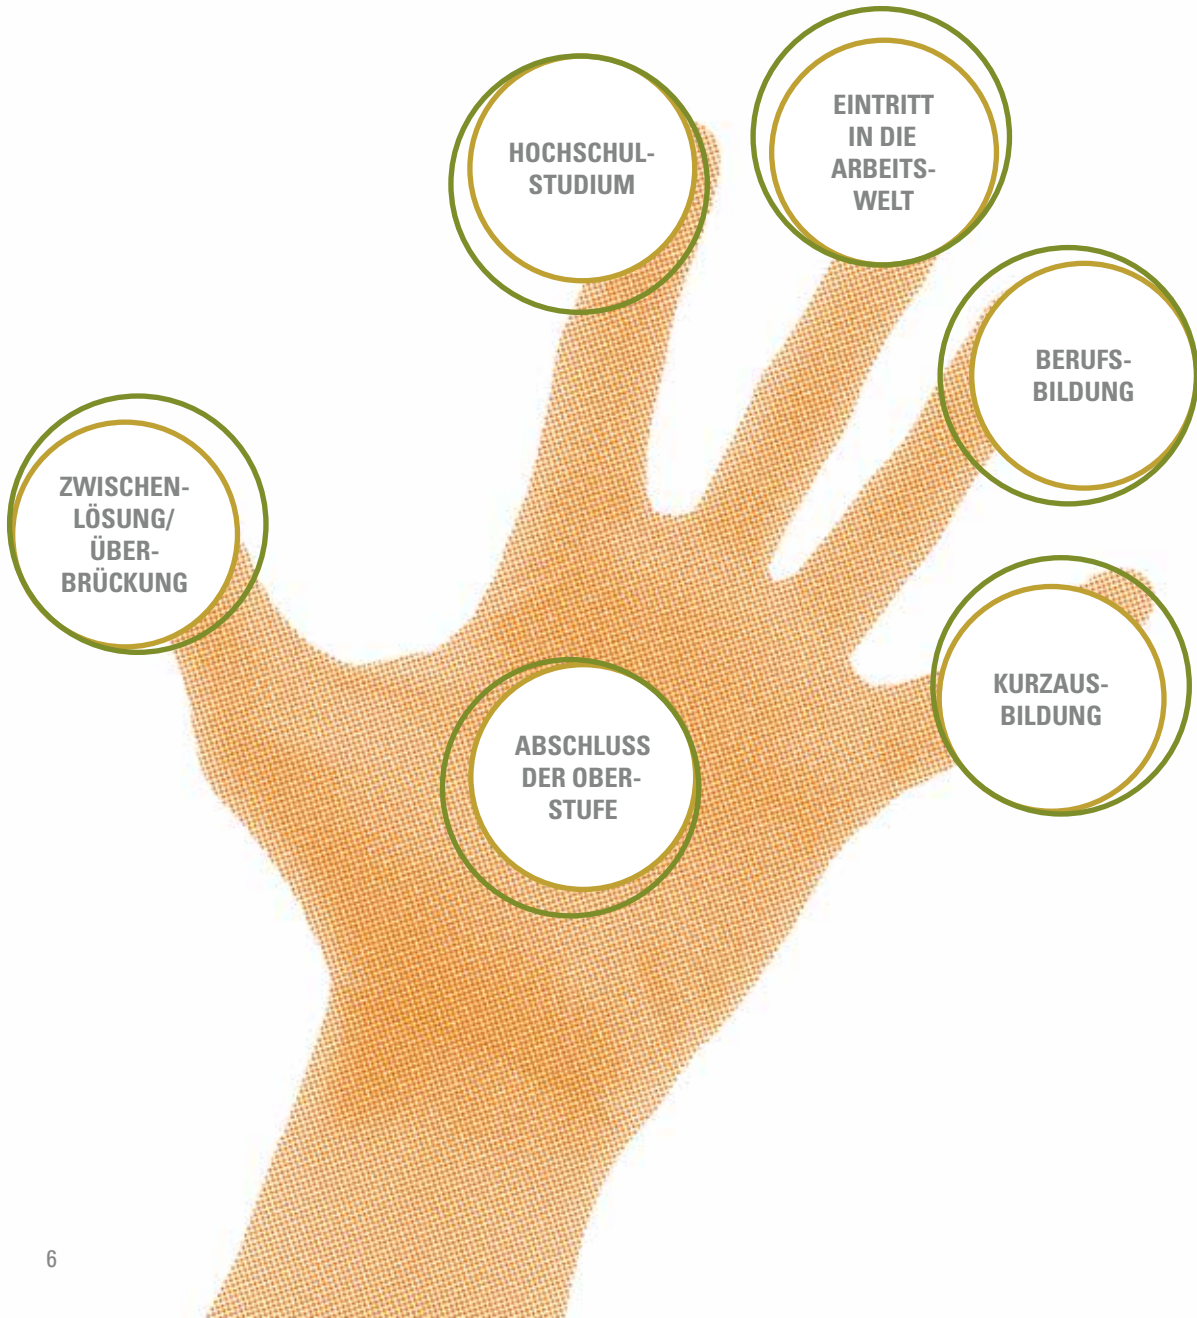 HOCHSCHUL-
STUDIUM
EINTRITT
IN DIE
ARBEITS-
WELT
BERUFS-
BILDUNG
ZWISCHEN-
LÖSUNG/
ÜBER-
BRÜCKUNG
KURZAUS-
BILDUNG
ABSCHLUSS
DER OBER-
STUFE
6